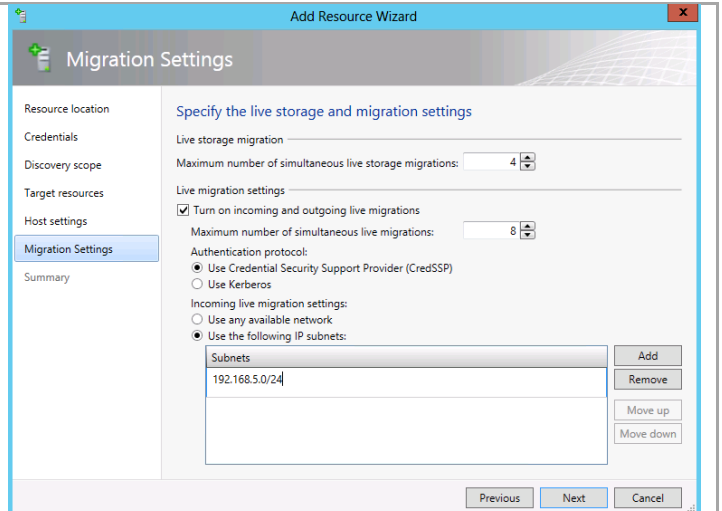 Add Resource Wizard
x
Migration Settings
Resource location
Credentials
Discovery scope
Target resources
Host settings
Migration Settings
Summary
Specify the live storage and migration settings
Live storage migration
Maximum number of simultaneous live storage migrations: 4
Live migration settings
Turn on incoming and outgoing live migrations
Maximum number of simultaneous live migrations: 8
Authentication protocol:
Use Credential Security Support Provider (CredSSP)
Use Kerberos
Incoming live migration settings:
Use any available network
Use the following IP subnets:
Subnets
192.168.5.0/24
Add
Remove
Move up
Move down
Previous Next Cancel